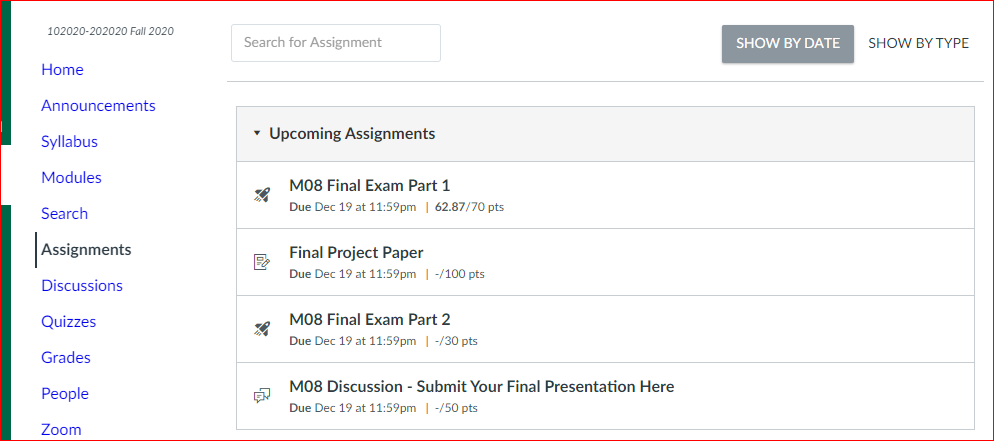 102020-202020 Fall 2020
Home
Announcements
Syllabus
Modules
Search
Assignments
Discussions
Quizzes
Grades
People
Zoom
Search for Assignment
SHOW BY DATE SHOW BY TYPE
Upcoming Assignments
M08 Final Exam Part 1
Due Dec 19 at 11:59pm | 62.87/70 pts
Final Project Paper
Due Dec 19 at 11:59pm | -/100 pts
M08 Final Exam Part 2
Due Dec 19 at 11:59pm | -/30 pts
M08 Discussion - Submit Your Final Presentation Here
Due Dec 19 at 11:59pm | -/50 pts